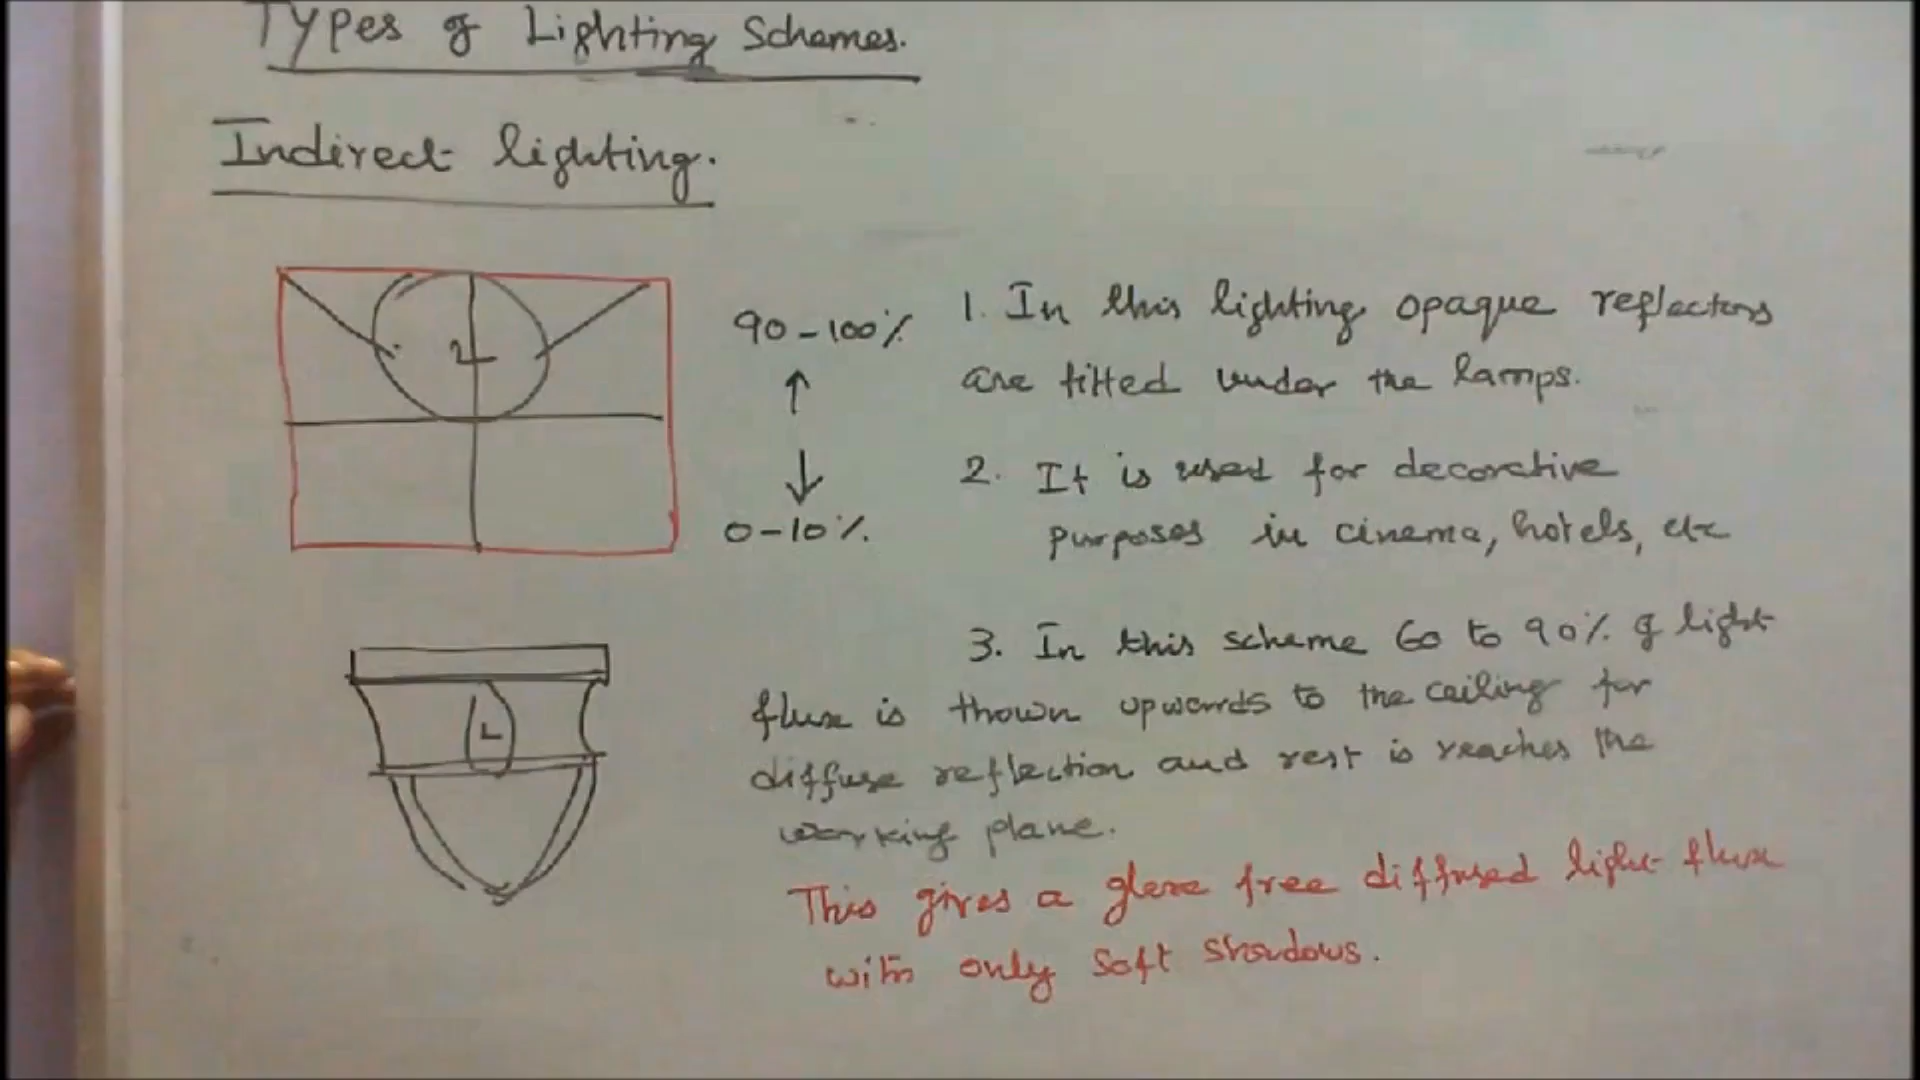 Types of Lighting Schemes.
Indirect lighting.
90-100%
0-10%
L
L
1. In this lighting opaque reflectors
are fitted under the lamps.
2. It is used for decorative
purposes in cinema, hotels, etc
3. In this scheme 60 to 90% of light
flux is thown upwards to the ceiling for
diffuse reflection and rest is reaches the
working plane.
This gives a glare free diffused light flux
with only soft shadows.